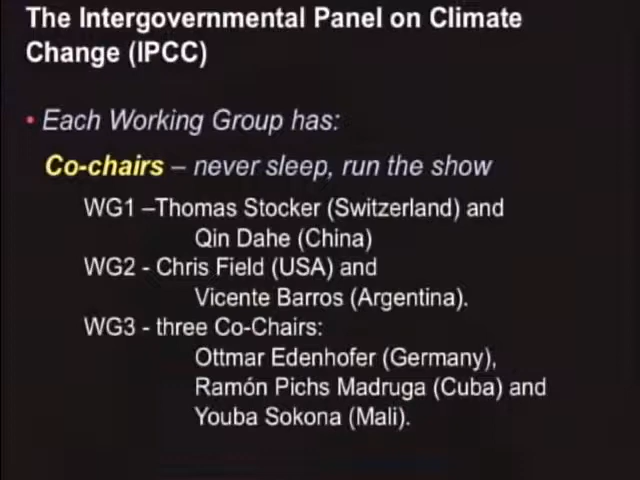 The Intergovernmental Panel on Climate
Change (IPCC)
• Each Working Group has:
Co-chairs – never sleep, run the show
WG1 –Thomas Stocker (Switzerland) and
Qin Dahe (China)
WG2 - Chris Field (USA) and
Vicente Barros (Argentina).
WG3 - three Co-Chairs:
Ottmar Edenhofer (Germany),
Ramón Pichs Madruga (Cuba) and
Youba Sokona (Mali).